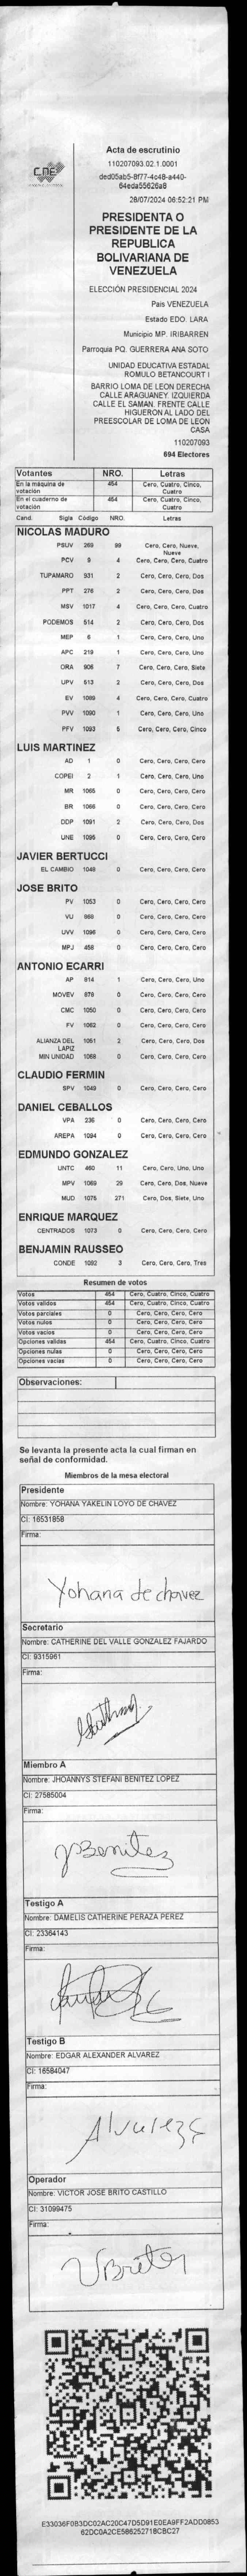 CNE
Acta de escrutinio
110207093.02.1.0001
ded05ab5-8f77-4c48-a440-
64eda55626a8
28/07/2024 06:52:21 PM
PRESIDENTA O
PRESIDENTE DE LA
REPUBLICA
BOLIVARIANA DE
VENEZUELA
ELECCIÓN PRESIDENCIAL 2024
Pais VENEZUELA
Estado EDO. LARA
Municipio MP. IRIBARREN
Parroquia PQ. GUERRERA ANA SOTO
UNIDAD EDUCATIVA ESTADAL
ROMULO BETANCOURT I
BARRIO LOMA DE LEON DERECHA
CALLE ARAGUANEY. IZQUIERDA
CALLE EL SAMAN. FRENTE CALLE
HIGUERON AL LADO DEL
PREESCOLAR DE LOMA DE LEON
CASA
110207093
694 Electores
Votantes NRO. Letras
En la máquina de votación 454 Cero, Cuatro, Cinco, Cuatro
En el cuaderno de votación 454 Cero, Cuatro, Cinco, Cuatro
Cand. Sigla Código NRO. Letras
NICOLAS MADURO
PSUV 269 99 Cero, Cero, Nueve, Nueve
PCV 9 4 Cero, Cero, Cero, Cuatro
TUPAMARO 931 2 Cero, Cero, Cero, Dos
PPT 276 2 Cero, Cero, Cero, Dos
MSV 1017 4 Cero, Cero, Cero, Cuatro
PODEMOS 514 2 Cero, Cero, Cero, Dos
MEP 6 1 Cero, Cero, Cero, Uno
APC 219 1 Cero, Cero, Cero, Uno
ORA 906 7 Cero, Cero, Cero, Siete
UPV 613 2 Cero, Cero, Cero, Dos
EV 1089 4 Cero, Cero, Cero, Cuatro
PVV 1090 1 Cero, Cero, Cero, Uno
PFV 1093 5 Cero, Cero, Cero, Cinco
LUIS MARTINEZ
AD 1 0 Cero, Cero, Cero, Cero
COPEI 2 1 Cero, Cero, Cero, Uno
MR 1065 0 Cero, Cero, Cero, Cero
BR 1066 0 Cero, Cero, Cero, Cero
DDP 1091 2 Cero, Cero, Cero, Dos
UNE 1095 0 Cero, Cero, Cero, Cero
JAVIER BERTUCCI
EL CAMBIO 1048 0 Cero, Cero, Cero, Cero
JOSE BRITO
PV 1053 0 Cero, Cero, Cero, Cero
VU 868 0 Cero, Cero, Cero, Cero
UVV 1096 0 Cero, Cero, Cero, Cero
MPJ 458 0 Cero, Cero, Cero, Cero
ANTONIO ECARRI
AP 814 1 Cero, Cero, Cero, Uno
MOVEV 878 0 Cero, Cero, Cero, Cero
CMC 1050 0 Cero, Cero, Cero, Cero
FV 1062 0 Cero, Cero, Cero, Cero
ALIANZA DEL LAPIZ 1051 2 Cero, Cero, Cero, Dos
MIN UNIDAD 1068 0 Cero, Cero, Cero, Cero
CLAUDIO FERMIN
SPV 1049 0 Cero, Cero, Cero, Cero
DANIEL CEBALLOS
VPA 236 0 Cero, Cero, Cero, Cero
AREPA 1094 0 Cero, Cero, Cero, Cero
EDMUNDO GONZALEZ
UNTC 460 11 Cero, Cero, Uno, Uno
MPV 1069 29 Cero, Cero, Dos, Nueve
MUD 1076 271 Cero, Dos, Siete, Uno
ENRIQUE MARQUEZ
CENTRADOS 1073 0 Cero, Cero, Cero, Cero
BENJAMIN RAUSSEO
CONDE 1092 3 Cero, Cero, Cero, Tres
Resumen de votos
Votos 454 Cero, Cuatro, Cinco, Cuatro
Votos validos 454 Cero, Cuatro, Cinco, Cuatro
Votos parciales 0 Cero, Cero, Cero, Cero
Votos nulos 0 Cero, Cero, Cero, Cero
Votos vacios 0 Cero, Cero, Cero, Cero
Opciones validas 454 Cero, Cuatro, Cinco, Cuatro
Opciones nulas 0 Cero, Cero, Cero, Cero
Opciones vacias 0 Cero, Cero, Cero, Cero
Observaciones:
Se levanta la presente acta la cual firman en
señal de conformidad.
Miembros de la mesa electoral
Presidente
Nombre: YOHANA YAKELIN LOYO DE CHAVEZ
CI: 16531858
Firma:
Yohana de chavez
Secretario
Nombre: CATHERINE DEL VALLE GONZALEZ FAJARDO
CI: 9315961
Firma:
Miembro A
Nombre: JHOANNYS STEFANI BENITEZ LOPEZ
CI: 27585004
Firma:
JBenitez
Testigo A
Nombre: DAMELIS CATHERINE PERAZA PEREZ
CI: 23364143
Firma:
Testigo B
Nombre: EDGAR ALEXANDER ALVAREZ
CI: 16584047
Firma:
Alvarez
Operador
Nombre: VICTOR JOSE BRITO CASTILLO
CI: 31099475
Firma:
VBrito
E33036F0B3DC02AC20C47D5D91E0EA9FF2ADD0853
62DC0A2CE586252718CBC27